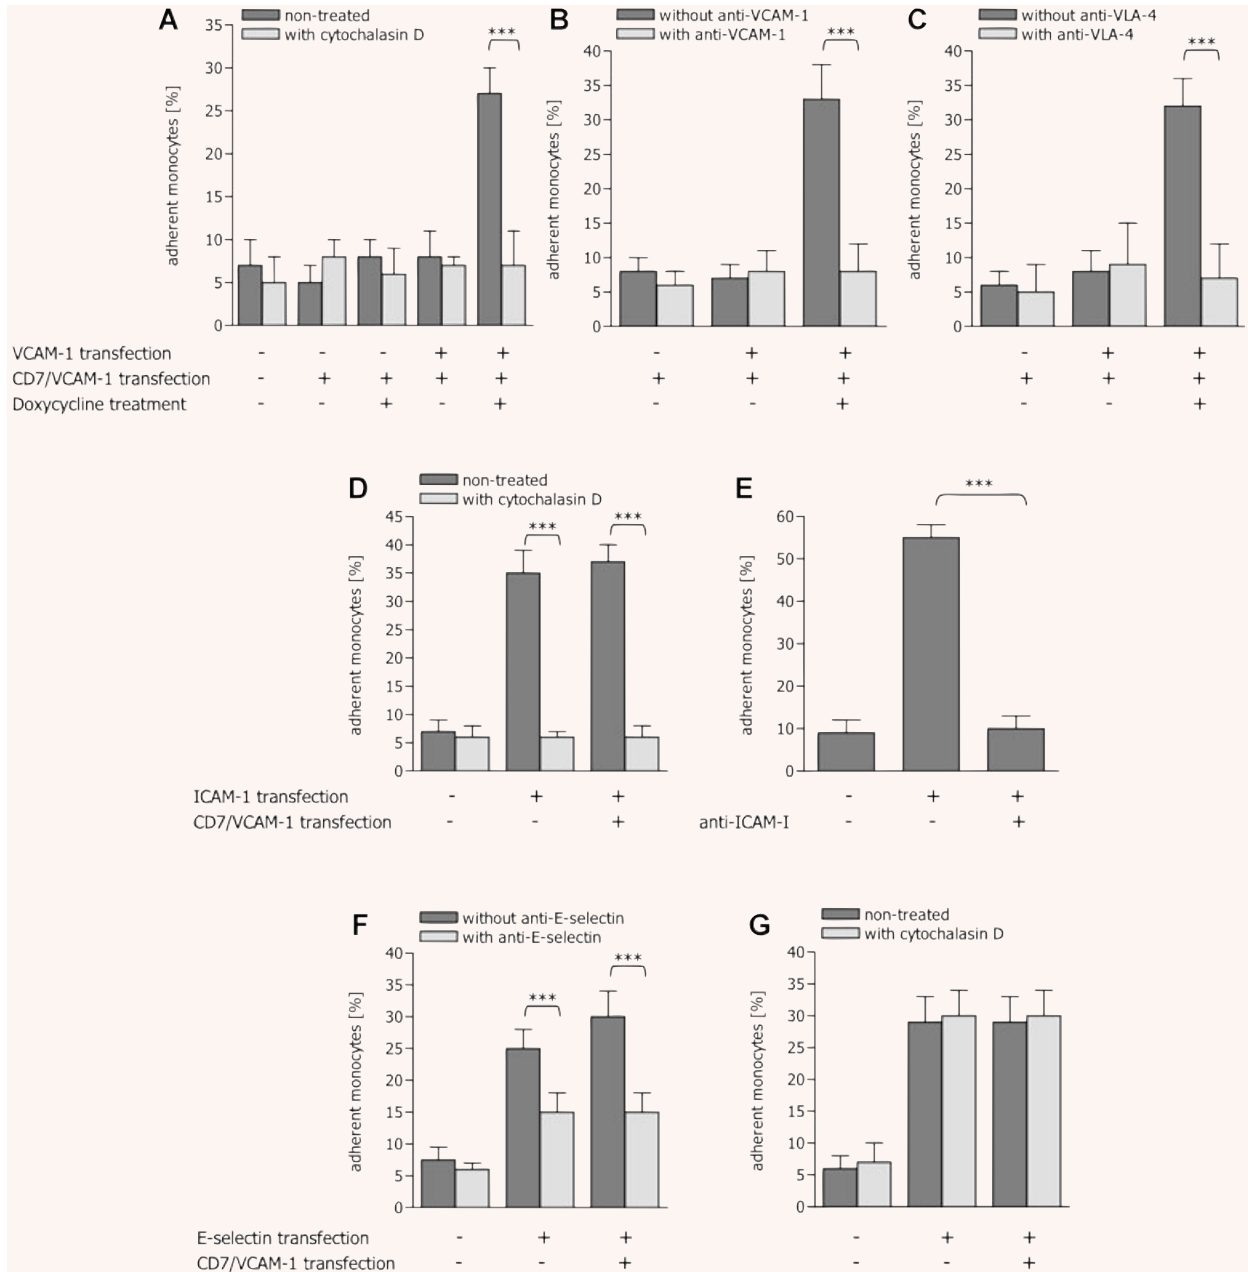 A
non-treated
with cytochalasin D
adherent monocytes [%]
35
30
25
20
15
10
5
0
***
B
without anti-VCAM-1
with anti-VCAM-1
adherent monocytes [%]
40
35
30
25
20
15
10
5
0
***
C
without anti-VLA-4
with anti-VLA-4
adherent monocytes [%]
40
35
30
25
20
15
10
5
0
***
VCAM-1 transfection - - - + + - + + - + +
CD7/VCAM-1 transfection - + + + + + + + + + +
Doxycycline treatment - - + - + - - + - - +
D
non-treated
with cytochalasin D
adherent monocytes [%]
45
40
35
30
25
20
15
10
5
0
***
***
E
adherent monocytes [%]
60
50
40
30
20
10
0
***
ICAM-1 transfection - + + - + +
CD7/VCAM-1 transfection - - +
anti-ICAM-I - - +
F
without anti-E-selectin
with anti-E-selectin
adherent monocytes [%]
40
35
30
25
20
15
10
5
0
***
***
G
non-treated
with cytochalasin D
adherent monocytes [%]
40
35
30
25
20
15
10
5
0
E-selectin transfection - + + - + +
CD7/VCAM-1 transfection - - + - - +